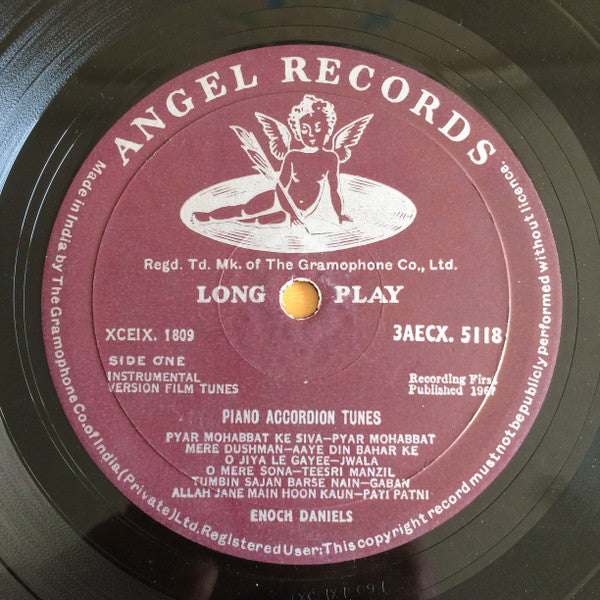 ANGEL RECORDS
Regd. Td. Mk. of The Gramophone Co., Ltd.
LONG PLAY
XCEIX. 1809
3AECX. 5118
SIDE ONE
INSTRUMENTAL
VERSION FILM TUNES
Recording First
Published
PIANO ACCORDION TUNES
PYAR MOHABBAT KE SIVA—PYAR MOHABBAT
MERE DUSHMAN—AAYE DIN BAHAR KE
O JIYA LE GAYEE—JWALA
O MERE SONA—TEESRI MANZIL
TUMBIN SAJAN BARSE NAIN—GABAN
ALLAH JANE MAIN HOON KAUN—PAYI PATNI
ENOCH DANIELS
Made in India by The Gramophone Co. of India (Private) Ltd. Registered User: This copyright record must not be publicly performed without licence.